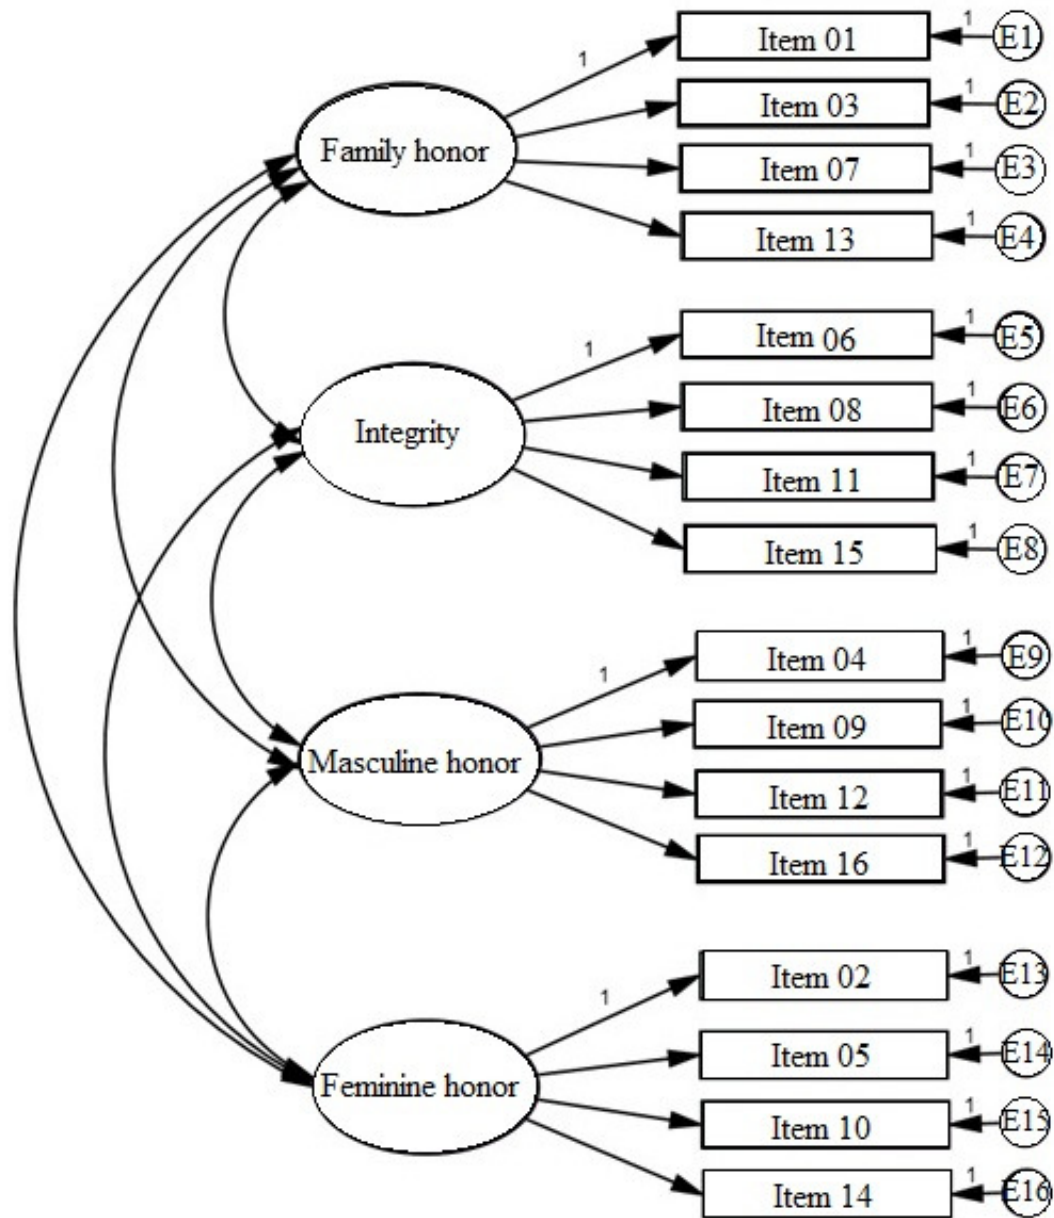 Family honor
1
Item 01
1
E1
Item 03
1
E2
Item 07
1
E3
Item 13
1
E4
Integrity
1
Item 06
1
E5
Item 08
1
E6
Item 11
1
E7
Item 15
1
E8
Masculine honor
1
Item 04
1
E9
Item 09
1
E10
Item 12
1
E11
Item 16
1
E12
Feminine honor
1
Item 02
1
E13
Item 05
1
E14
Item 10
1
E15
Item 14
1
E16